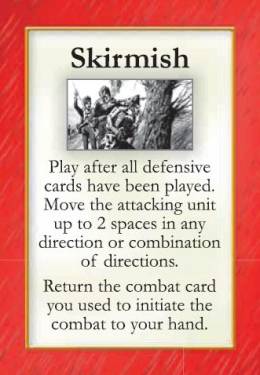 Skirmish
Play after all defensive
cards have been played.
Move the attacking unit
up to 2 spaces in any
direction or combination
of directions.
Return the combat card
you used to initiate the
combat to your hand.